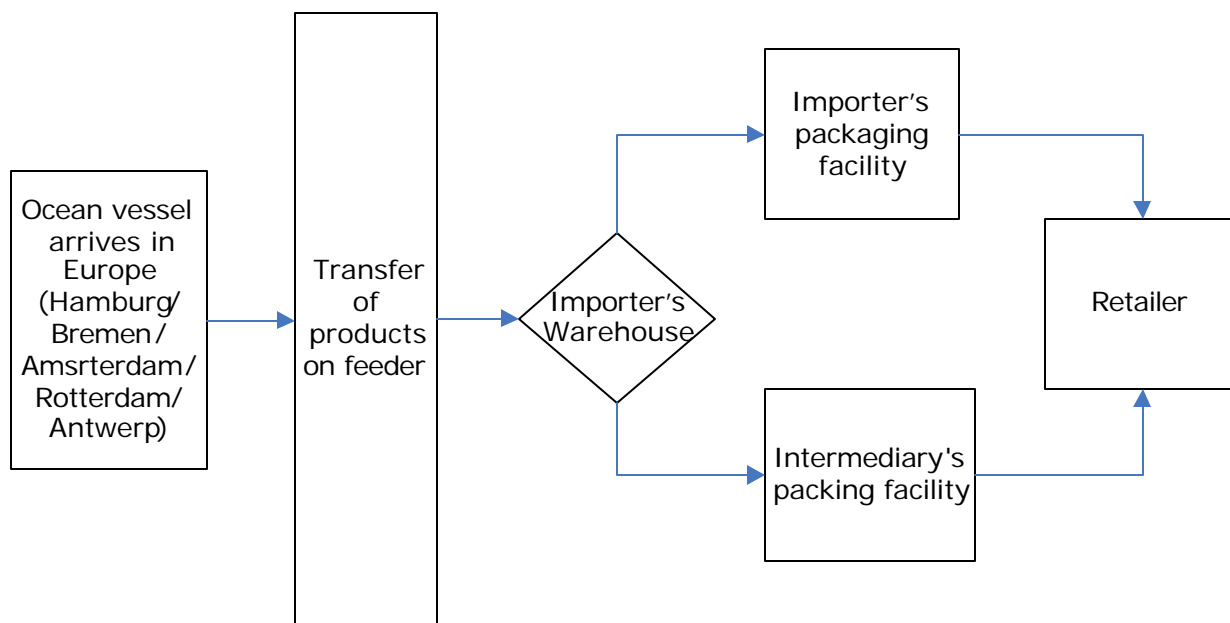 Ocean vessel
arrives in
Europe
(Hamburg/
Bremen/
Amsrterdam/
Rotterdam/
Antwerp)
Transfer
of
products
on feeder
Importer's
Warehouse
Importer's
packaging
facility
Intermediary's
packing facility
Retailer